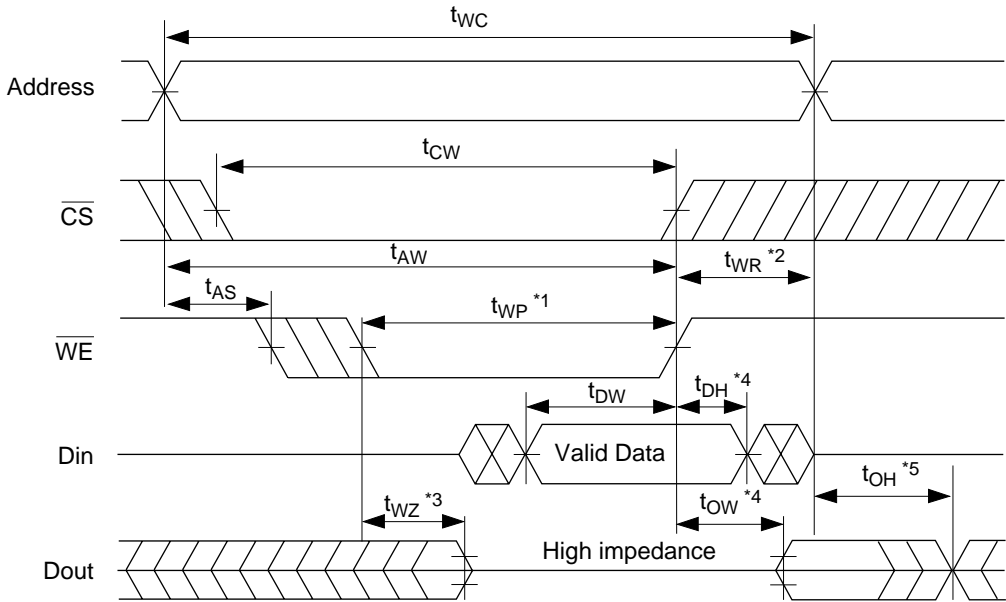 tWC
Address
tCW
CS
tAW
tWR *2
tAS
tWP *1
WE
tDW
tDH *4
Din
Valid Data
tOH *5
tWZ *3
tOW *4
High impedance
Dout